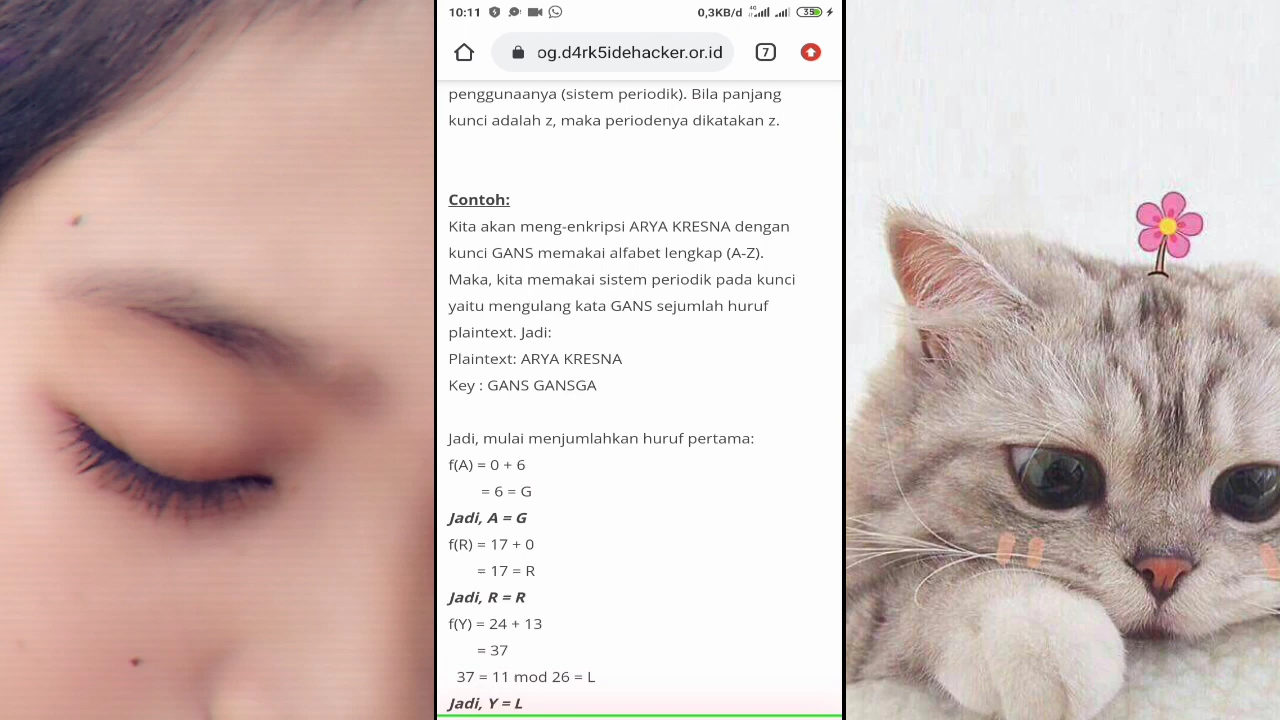 10:11
0,3KB/d
4G
35
og.d4rk5idehacker.or.id
7
penggunaanya (sistem periodik). Bila panjang
kunci adalah z, maka periodenya dikatakan z.
Contoh:
Kita akan meng-enkripsi ARYA KRESNA dengan
kunci GANS memakai alfabet lengkap (A-Z).
Maka, kita memakai sistem periodik pada kunci
yaitu mengulang kata GANS sejumlah huruf
plaintext. Jadi:
Plaintext: ARYA KRESNA
Key : GANS GANSGA
Jadi, mulai menjumlahkan huruf pertama:
f(A) = 0 + 6
= 6 = G
Jadi, A = G
f(R) = 17 + 0
= 17 = R
Jadi, R = R
f(Y) = 24 + 13
= 37
37 = 11 mod 26 = L
Jadi, Y = L